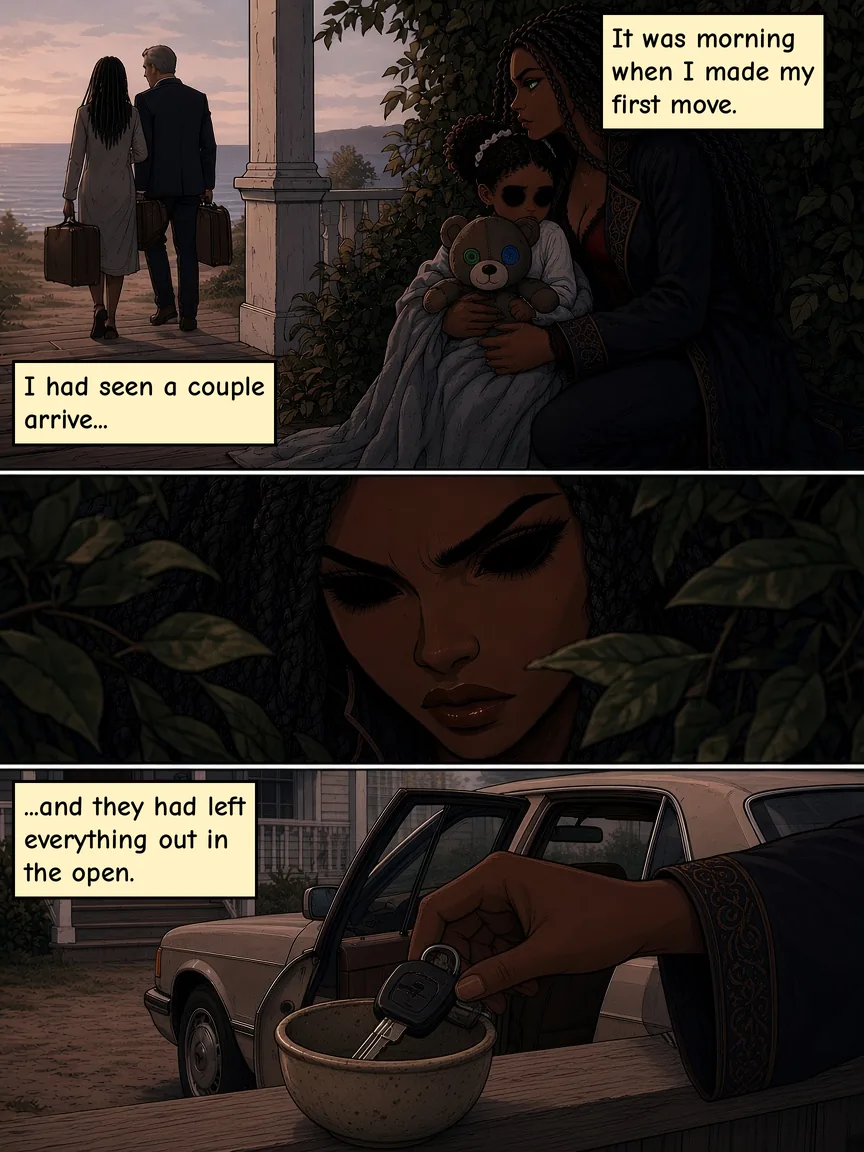 It was morning
when I made my
first move.
I had seen a couple
arrive...
...and they had left
everything out in
the open.